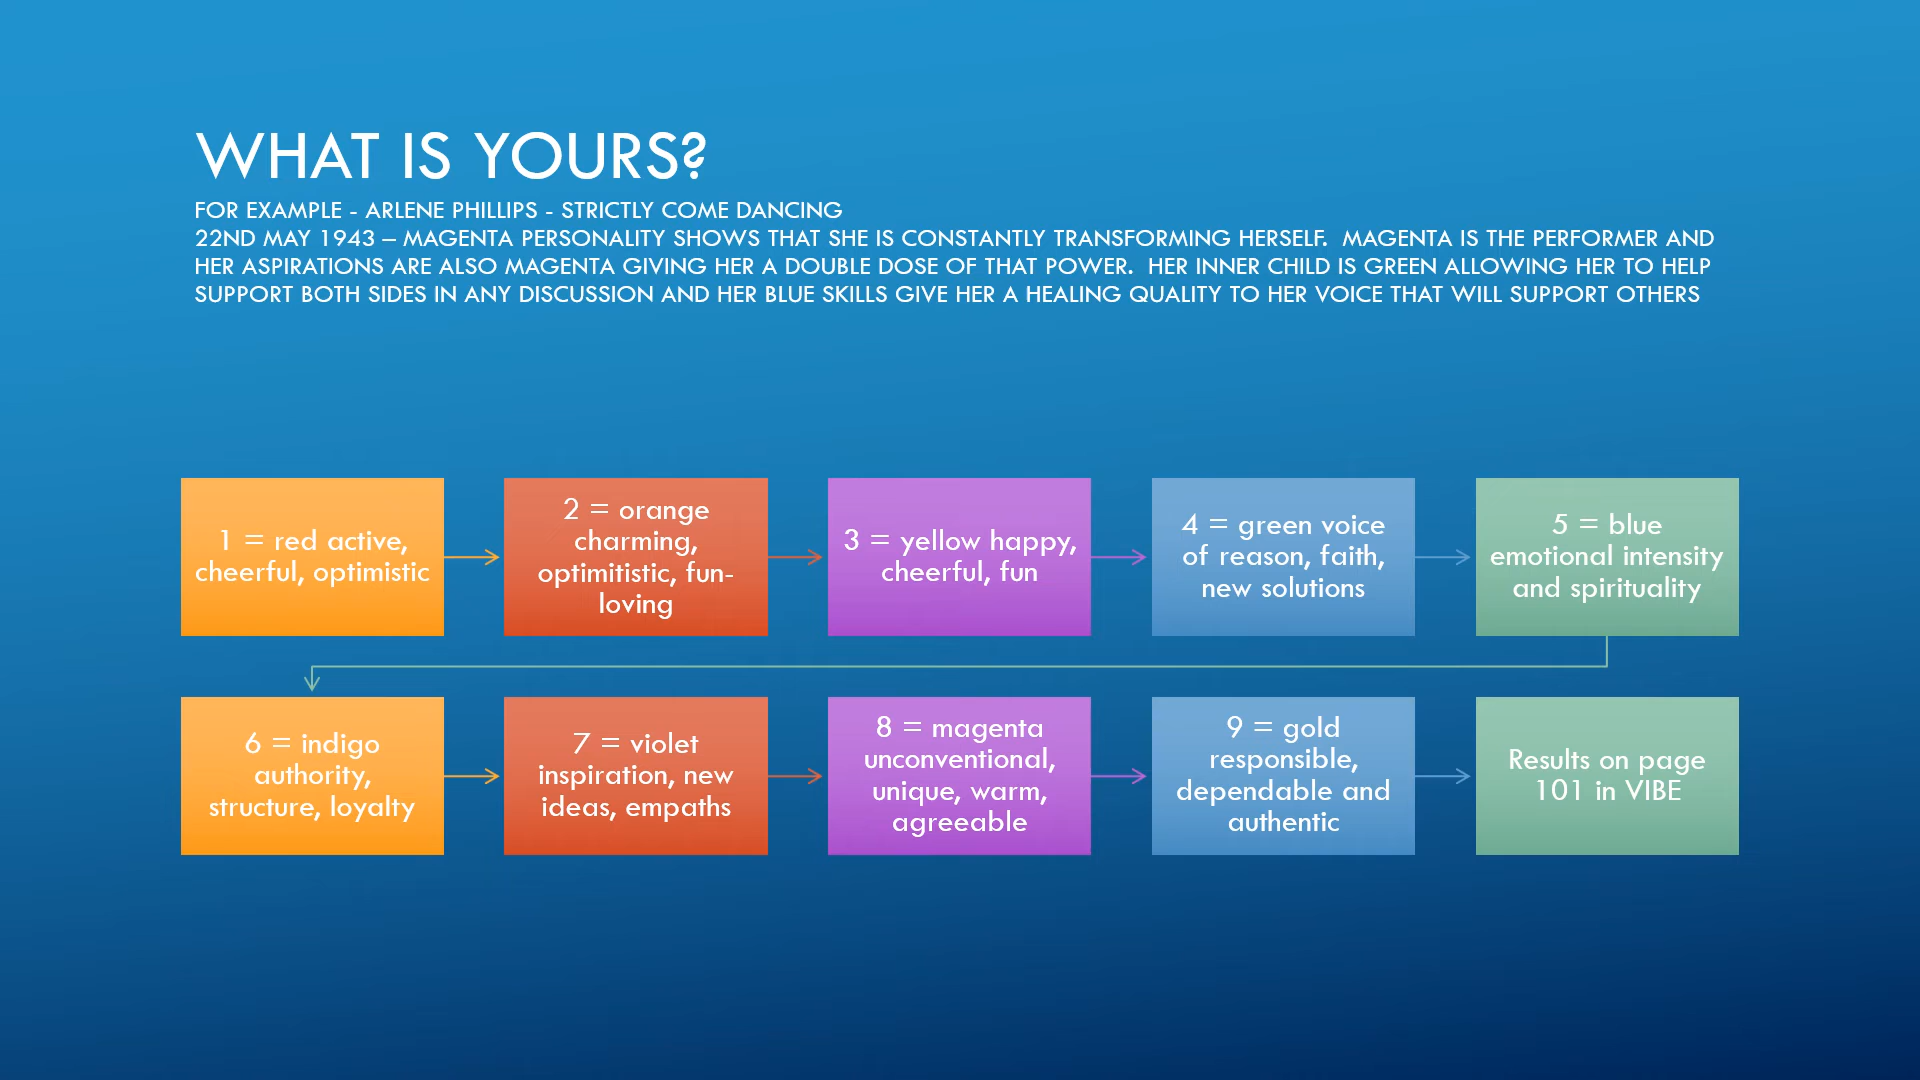 WHAT IS YOURS?
FOR EXAMPLE - ARLENE PHILLIPS - STRICTLY COME DANCING
22ND MAY 1943 – MAGENTA PERSONALITY SHOWS THAT SHE IS CONSTANTLY TRANSFORMING HERSELF.  MAGENTA IS THE PERFORMER AND
HER ASPIRATIONS ARE ALSO MAGENTA GIVING HER A DOUBLE DOSE OF THAT POWER.  HER INNER CHILD IS GREEN ALLOWING HER TO HELP
SUPPORT BOTH SIDES IN ANY DISCUSSION AND HER BLUE SKILLS GIVE HER A HEALING QUALITY TO HER VOICE THAT WILL SUPPORT OTHERS
1 = red active,
cheerful, optimistic
2 = orange
charming,
optimitistic, fun-
loving
3 = yellow happy,
cheerful, fun
4 = green voice
of reason, faith,
new solutions
5 = blue
emotional intensity
and spirituality
6 = indigo
authority,
structure, loyalty
7 = violet
inspiration, new
ideas, empaths
8 = magenta
unconventional,
unique, warm,
agreeable
9 = gold
responsible,
dependable and
authentic
Results on page
101 in VIBE